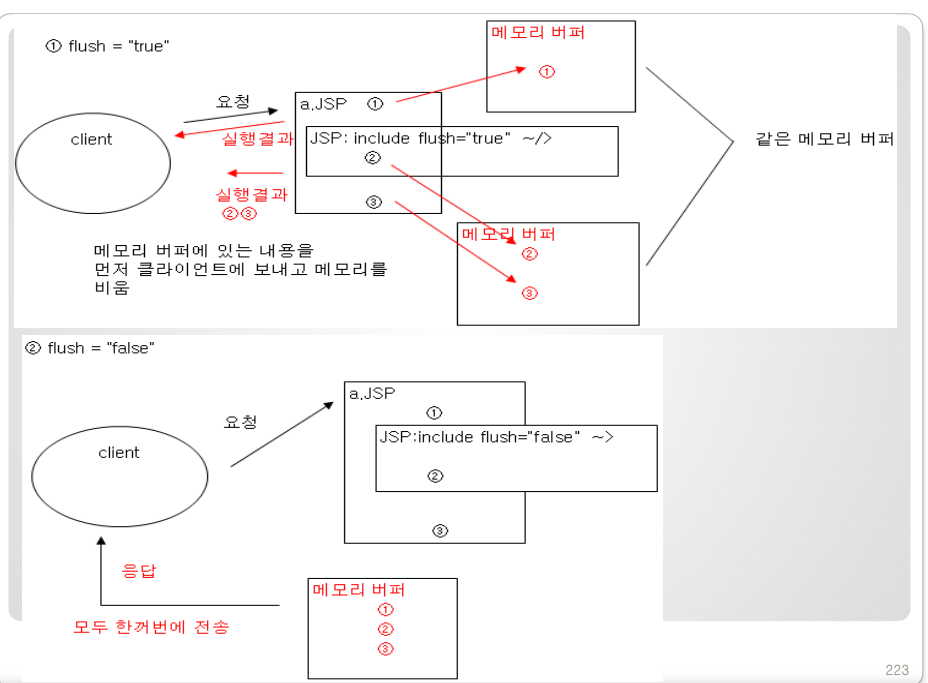 ① flush = "true"
메모리 버퍼
①
요청
a.JSP ①
client
실행결과
JSP: include flush="true" ~/>
②
같은 메모리 버퍼
실행결과
②③
③
메모리 버퍼
②
③
메모리 버퍼에 있는 내용을
먼저 클라이언트에 보내고 메모리를
비움
② flush = "false"
a.JSP
①
요청
JSP:include flush="false" ~>
client
②
③
응답
메모리 버퍼
①
②
③
모두 한꺼번에 전송
223